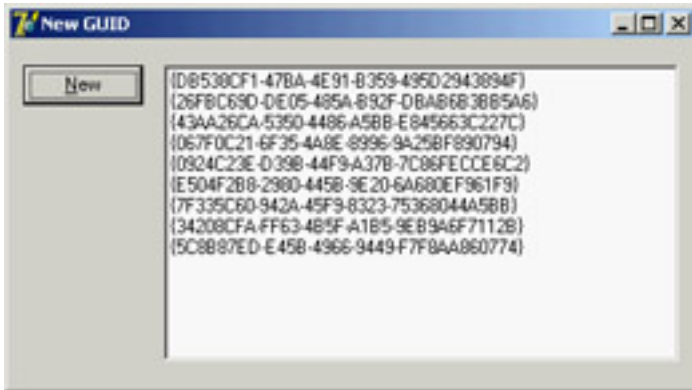 New GUID
New
{DB538CF1-47BA-4E91-B359-495D2943894F}
{26FBC69D-DE05-485A-B92F-DBAB6B3BB5A6}
{43AA26CA-5350-4486-A5BB-E845663C227C}
{067F0C21-6F35-4A8E-8996-9A25BF890794}
{0924C23E-D39B-44F9-A37B-7C86FECCE6C2}
{E504F2B8-2980-445B-9E20-6A680EF961F9}
{7F335C60-942A-45F9-8323-75368044A5BB}
{34208CFA-FF63-4B5F-A1B5-9EB9A6F7112B}
{5C8B87ED-E45B-4966-9449-F7F8AA860774}